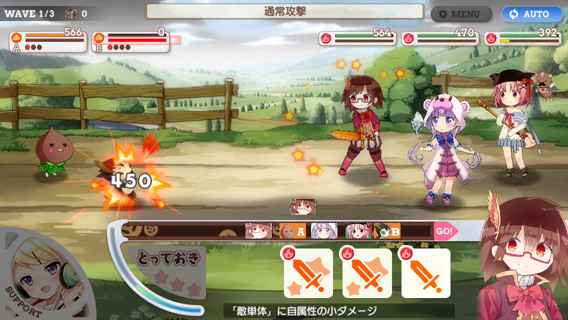 WAVE 1/3
0
通常攻撃
MENU
AUTO
566
A
0
B
564
470
392
450
A
B
GO!
とっておき
SUPPORT
「敵単体」に自属性の小ダメージ